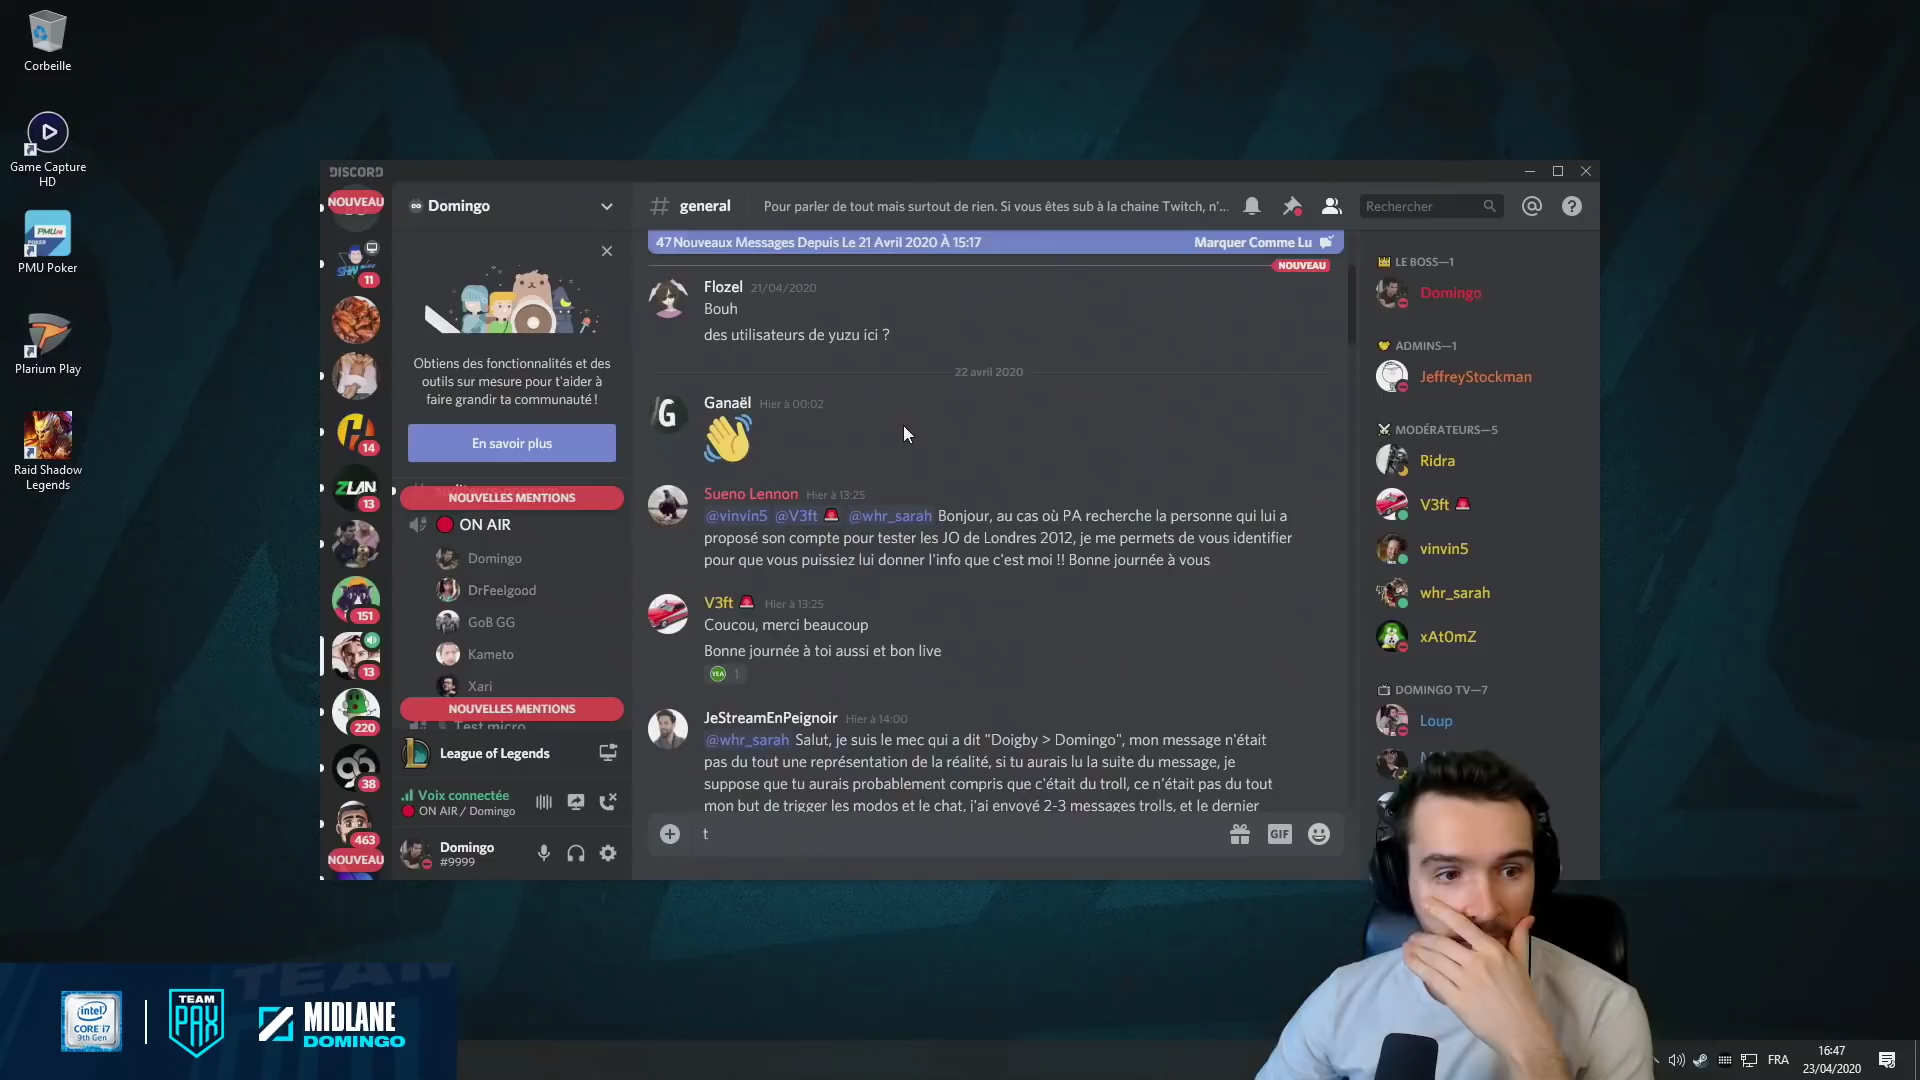 Corbeille
Game Capture
HD
PMU Poker
Plarium Play
Raid Shadow
Legends
DISCORD
NOUVEAU
11
14
ZLAN
13
151
13
220
38
463
NOUVEAU
Domingo
Obtiens des fonctionnalités et des
outils sur mesure pour t'aider à
faire grandir ta communauté !
En savoir plus
NOUVELLES MENTIONS
ON AIR
Domingo
DrFeelgood
GoB GG
Kameto
Xari
NOUVELLES MENTIONS
Test micro
League of Legends
Voix connectée
ON AIR / Domingo
Domingo
#9999
# general
Pour parler de tout mais surtout de rien. Si vous êtes sub à la chaine Twitch, n'...
Rechercher
47 Nouveaux Messages Depuis Le 21 Avril 2020 À 15:17
Marquer Comme Lu
NOUVEAU
Flozel 21/04/2020
Bouh
des utilisateurs de yuzu ici ?
22 avril 2020
G
Ganaël Hier à 00:02
Sueno Lennon Hier à 13:25
@vinvin5 @V3ft 🚨 @whr_sarah Bonjour, au cas où PA recherche la personne qui lui a
proposé son compte pour tester les JO de Londres 2012, je me permets de vous identifier
pour que vous puissiez lui donner l'info que c'est moi !! Bonne journée à vous
V3ft 🚨 Hier à 13:25
Coucou, merci beaucoup
Bonne journée à toi aussi et bon live
YEA 1
JeStreamEnPeignoir Hier à 14:00
@whr_sarah Salut, je suis le mec qui a dit "Doigby > Domingo", mon message n'était
pas du tout une représentation de la réalité, si tu aurais lu la suite du message, je
suppose que tu aurais probablement compris que c'était du troll, ce n'était pas du tout
mon but de trigger les modos et le chat, j'ai envoyé 2-3 messages trolls, et le dernier
t
GIF
LE BOSS—1
Domingo
ADMINS—1
JeffreyStockman
MODÉRATEURS—5
Ridra
V3ft 🚨
vinvin5
whr_sarah
xAt0mZ
DOMINGO TV—7
Loup
intel
CORE i7
9th Gen
TEAM
PAX
MIDLANE
DOMINGO
TEAM
FRA
16:47
23/04/2020